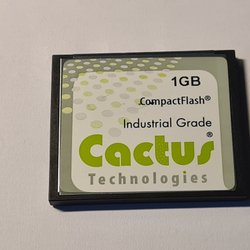 1GB
CompactFlash®
Industrial Grade
Cactus®
Technologies